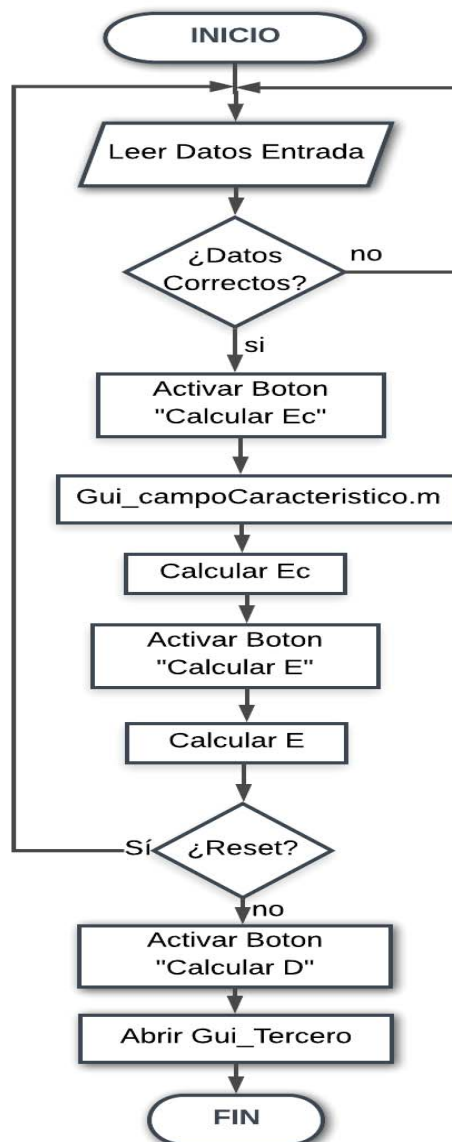 INICIO
Leer Datos Entrada
¿Datos
Correctos?
no
si
Activar Boton
"Calcular Ec"
Gui_campoCaracteristico.m
Calcular Ec
Activar Boton
"Calcular E"
Calcular E
Sí
¿Reset?
no
Activar Boton
"Calcular D"
Abrir Gui_Tercero
FIN